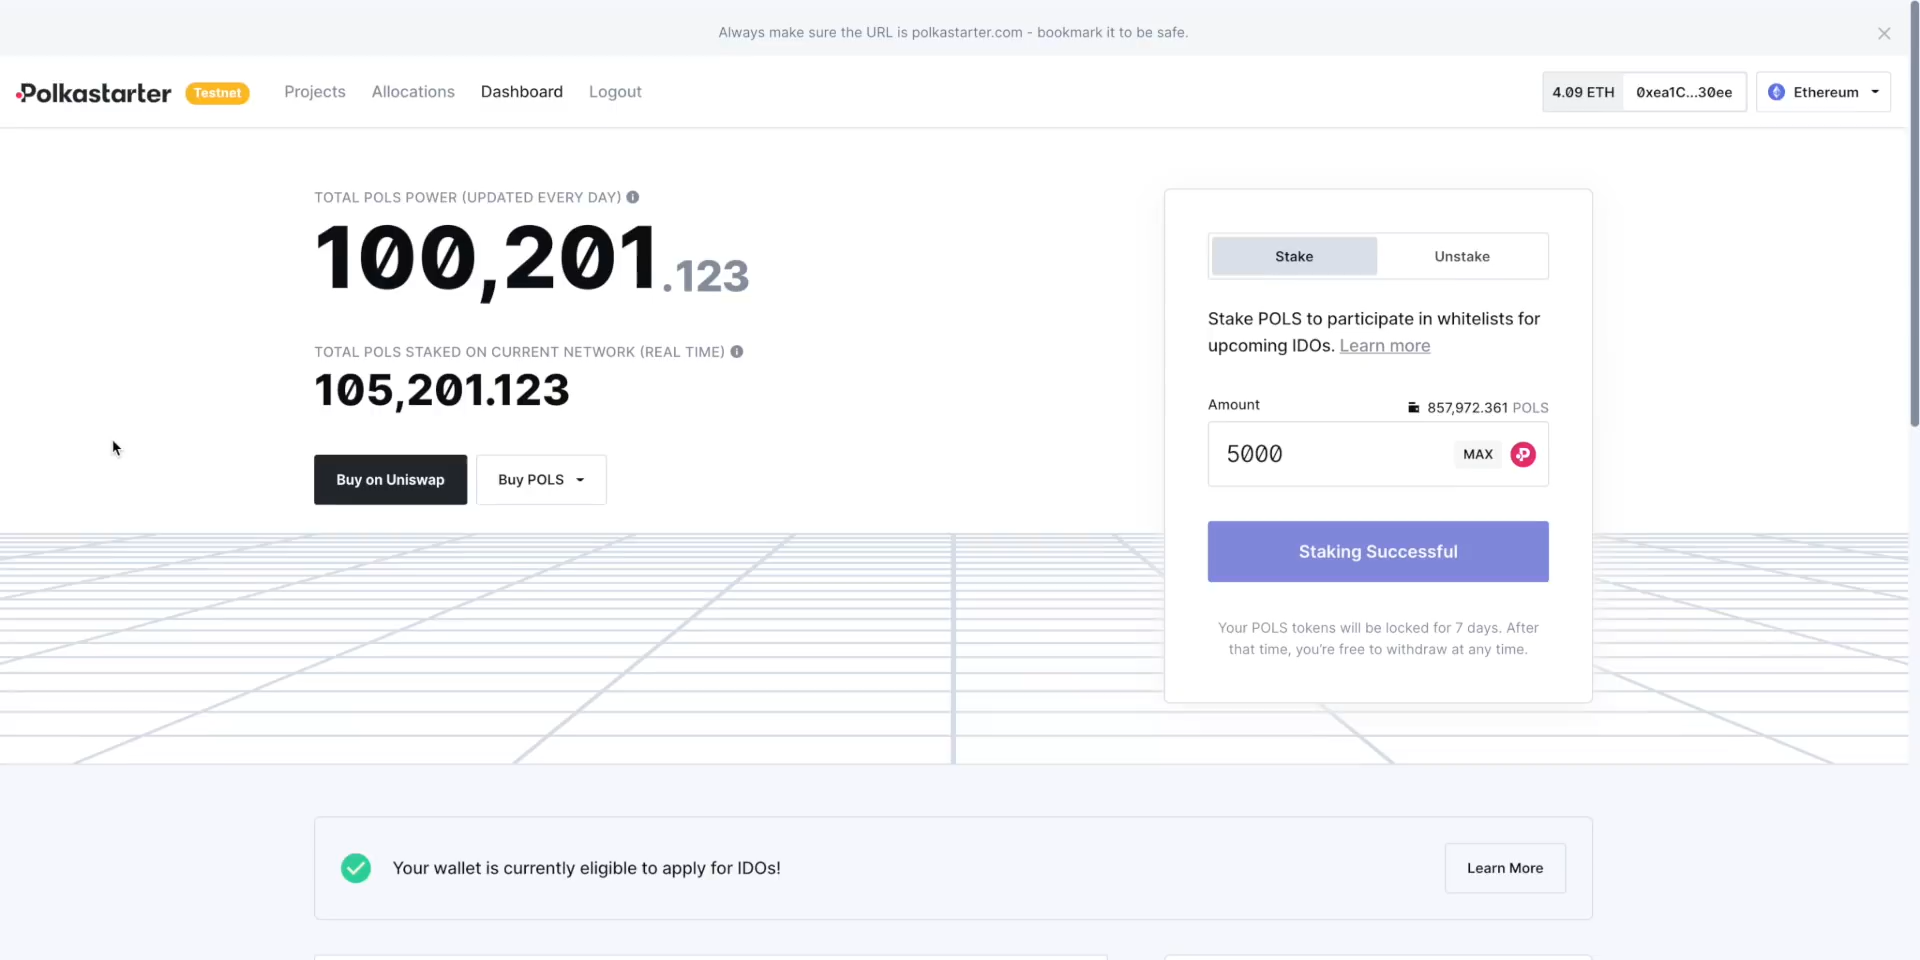 Always make sure the URL is polkastarter.com - bookmark it to be safe.
Polkastarter Testnet Projects Allocations Dashboard Logout 4.09 ETH 0xea1C...30ee Ethereum
TOTAL POLS POWER (UPDATED EVERY DAY)
100,201.123
TOTAL POLS STAKED ON CURRENT NETWORK (REAL TIME)
105,201.123
Buy on Uniswap Buy POLS
Stake Unstake
Stake POLS to participate in whitelists for
upcoming IDOs. Learn more
Amount 857,972.361 POLS
5000 MAX
Staking Successful
Your POLS tokens will be locked for 7 days. After
that time, you're free to withdraw at any time.
Your wallet is currently eligible to apply for IDOs! Learn More